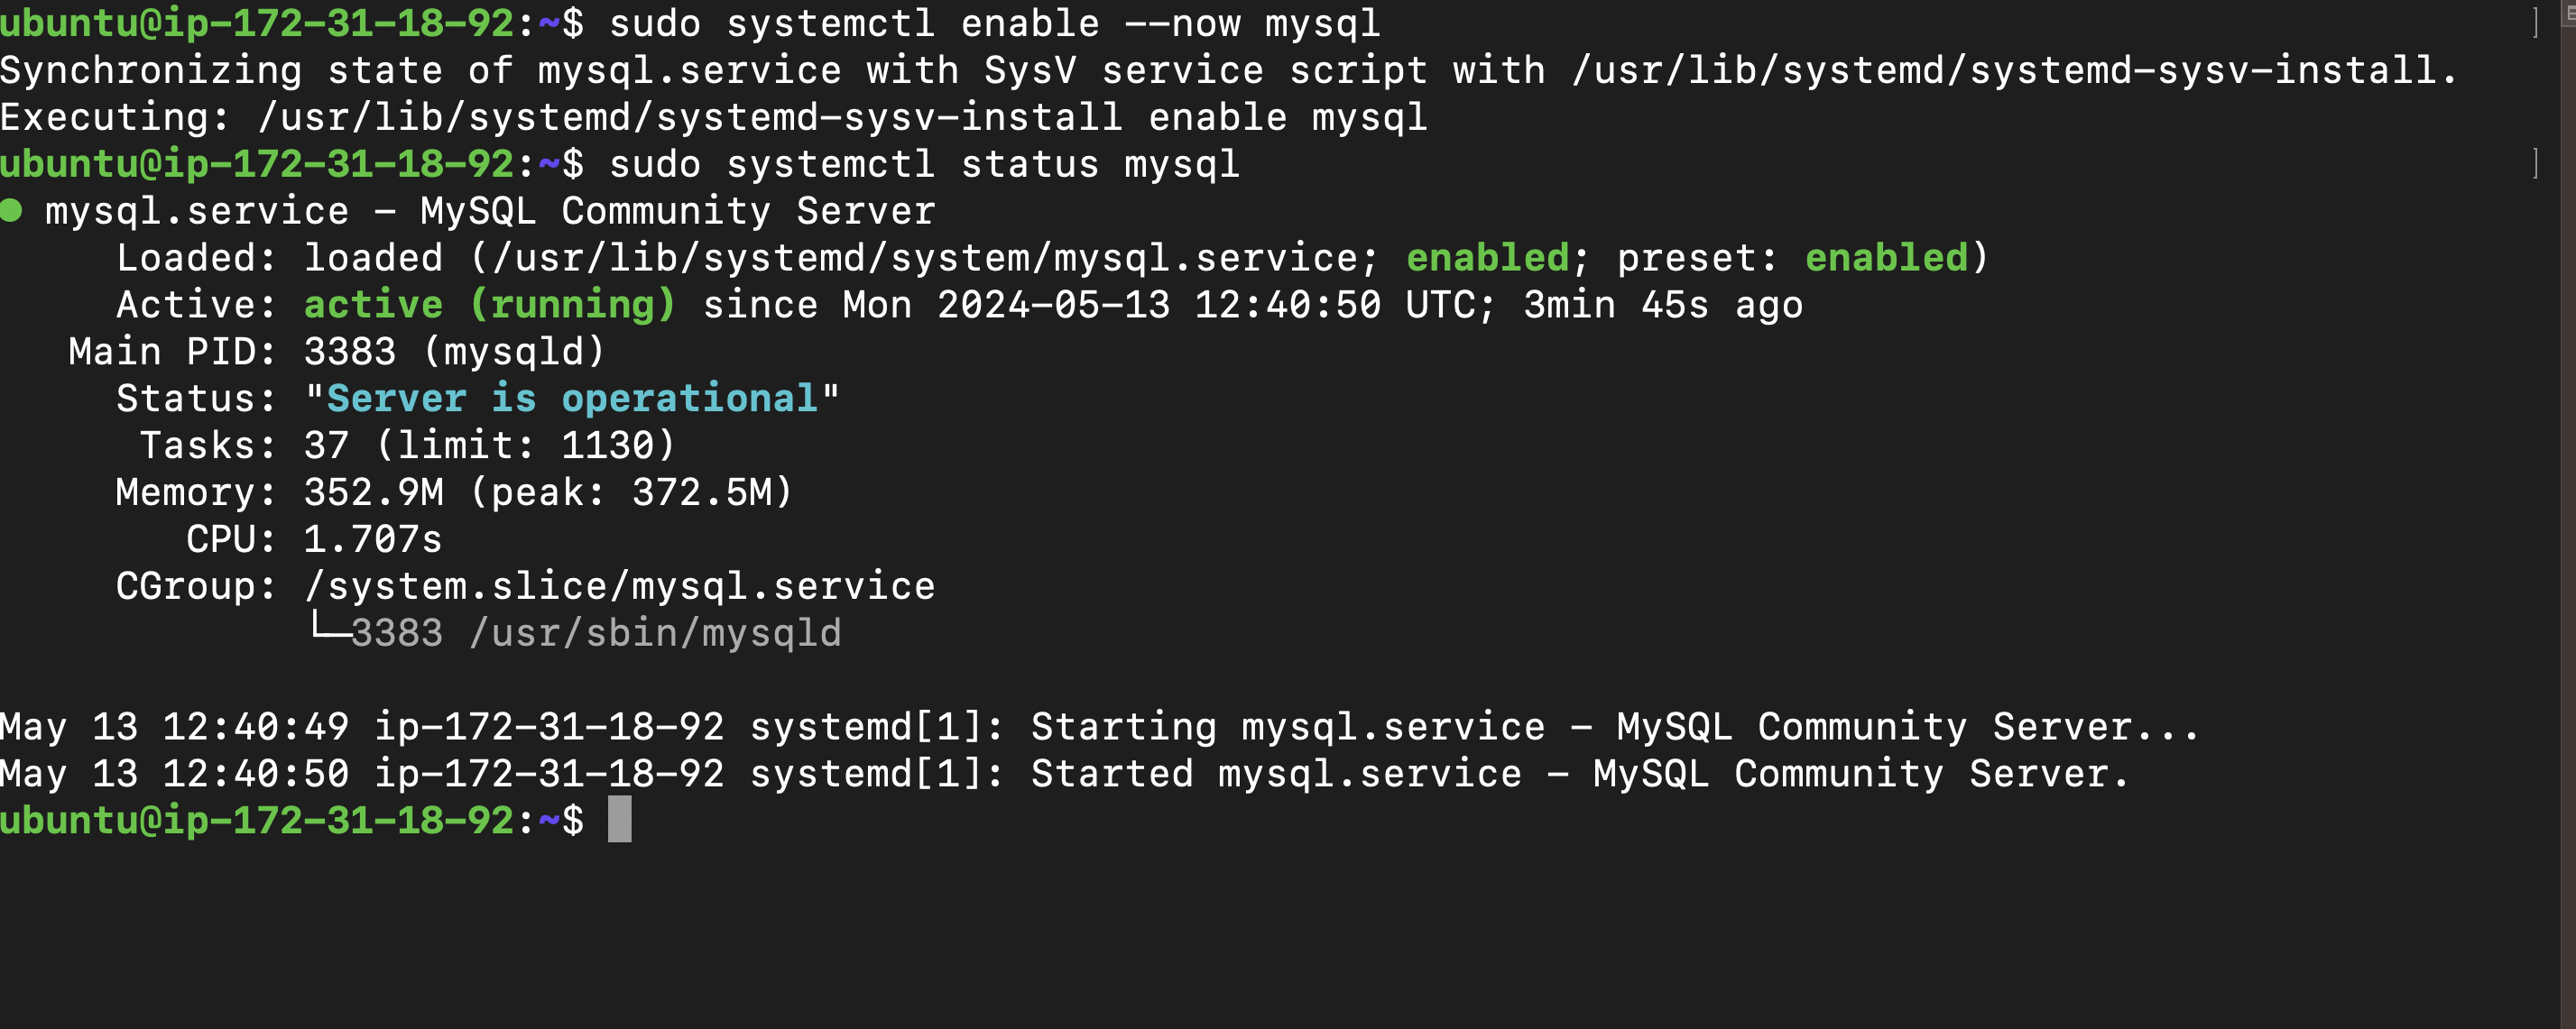 ubuntu@ip-172-31-18-92:~$ sudo systemctl enable --now mysql ]
Synchronizing state of mysql.service with SysV service script with /usr/lib/systemd/systemd-sysv-install.
Executing: /usr/lib/systemd/systemd-sysv-install enable mysql
ubuntu@ip-172-31-18-92:~$ sudo systemctl status mysql ]
● mysql.service - MySQL Community Server
Loaded: loaded (/usr/lib/systemd/system/mysql.service; enabled; preset: enabled)
Active: active (running) since Mon 2024-05-13 12:40:50 UTC; 3min 45s ago
Main PID: 3383 (mysqld)
Status: "Server is operational"
Tasks: 37 (limit: 1130)
Memory: 352.9M (peak: 372.5M)
CPU: 1.707s
CGroup: /system.slice/mysql.service
└─3383 /usr/sbin/mysqld
May 13 12:40:49 ip-172-31-18-92 systemd[1]: Starting mysql.service - MySQL Community Server...
May 13 12:40:50 ip-172-31-18-92 systemd[1]: Started mysql.service - MySQL Community Server.
ubuntu@ip-172-31-18-92:~$